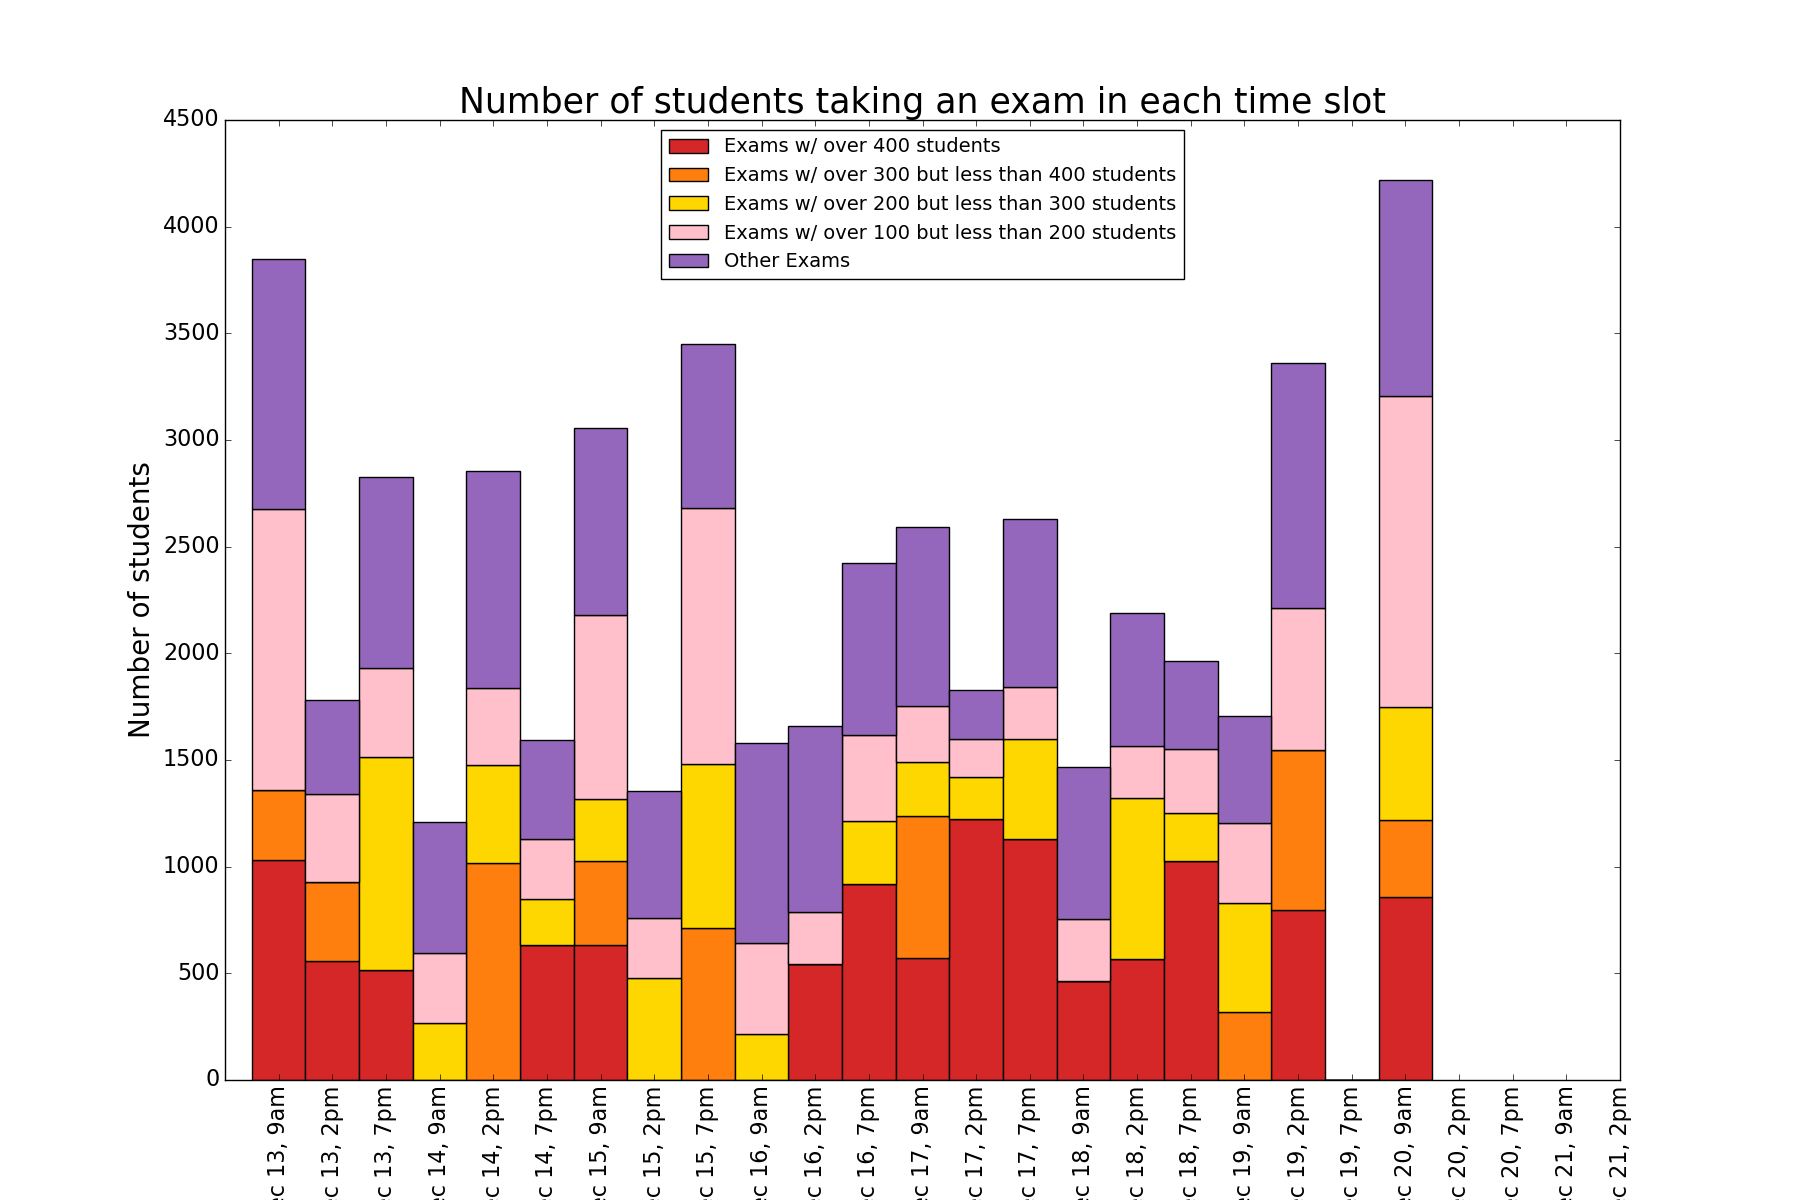 Number of students taking an exam in each time slot
Exams w/ over 400 students
Exams w/ over 300 but less than 400 students
Exams w/ over 200 but less than 300 students
Exams w/ over 100 but less than 200 students
Other Exams
Number of students
4500
4000
3500
3000
2500
2000
1500
1000
500
0
13, 9am
13, 2pm
13, 7pm
14, 9am
14, 2pm
14, 7pm
15, 9am
15, 2pm
15, 7pm
16, 9am
16, 2pm
16, 7pm
17, 9am
17, 2pm
17, 7pm
18, 9am
18, 2pm
18, 7pm
19, 9am
19, 2pm
19, 7pm
20, 9am
20, 2pm
20, 7pm
21, 9am
21, 2pm